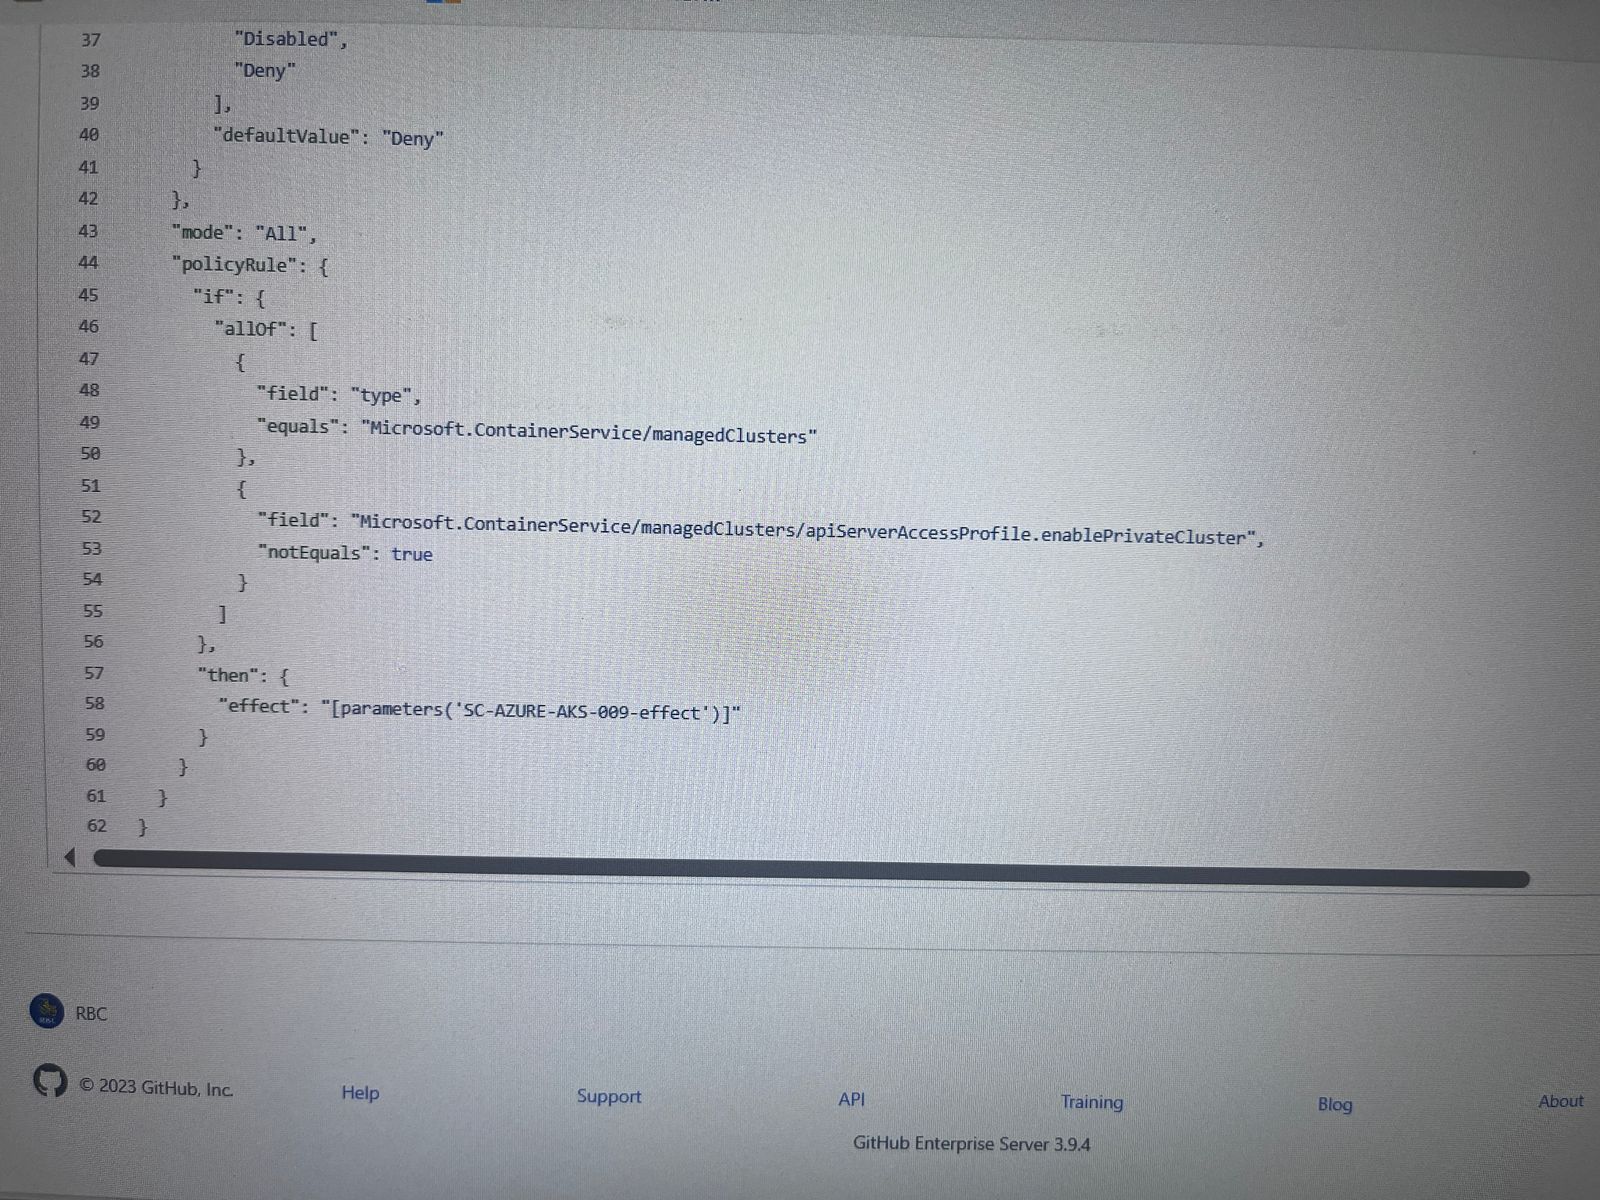 37 "Disabled",
38 "Deny"
39 ],
40 "defaultValue": "Deny"
41 }
42 },
43 "mode": "All",
44 "policyRule": {
45 "if": {
46 "allOf": [
47 {
48 "field": "type",
49 "equals": "Microsoft.ContainerService/managedClusters"
50 },
51 {
52 "field": "Microsoft.ContainerService/managedClusters/apiServerAccessProfile.enablePrivateCluster",
53 "notEquals": true
54 }
55 ]
56 },
57 "then": {
58 "effect": "[parameters('SC-AZURE-AKS-009-effect')]"
59 }
60 }
61 }
62 }
RBC
© 2023 GitHub, Inc.
Help
Support
API
Training
Blog
About
GitHub Enterprise Server 3.9.4